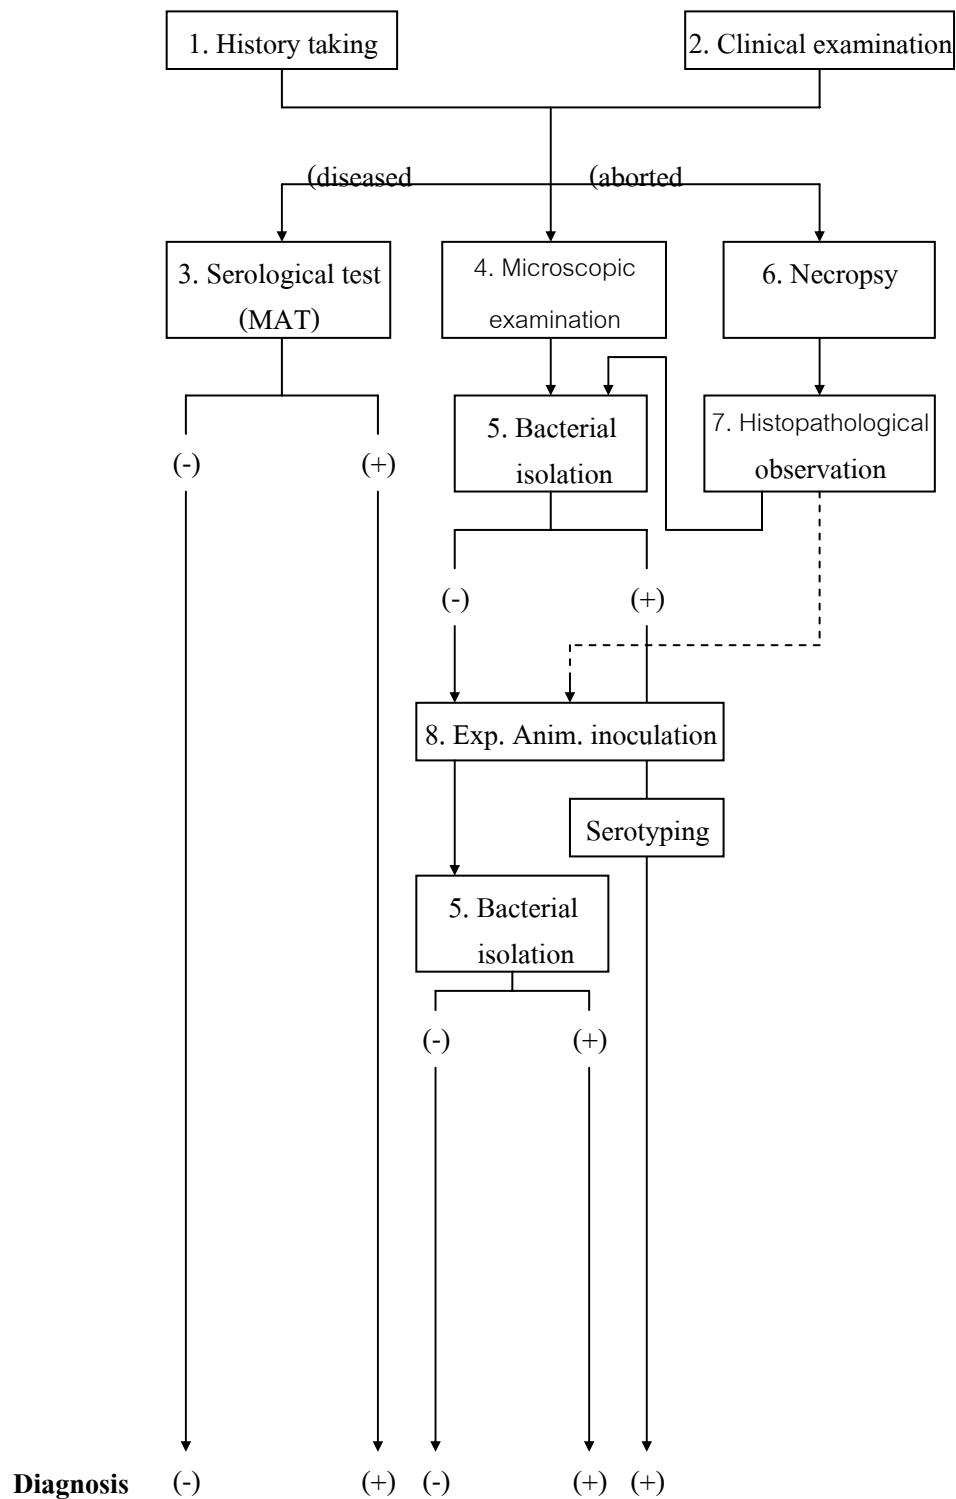 1. History taking
2. Clinical examination
(diseased
(aborted
3. Serological test
(MAT)
4. Microscopic
examination
6. Necropsy
5. Bacterial
isolation
7. Histopathological
observation
(-)
(+)
(-)
(+)
8. Exp. Anim. inoculation
Serotyping
5. Bacterial
isolation
(-)
(+)
Diagnosis (-) (+) (-) (+) (+)